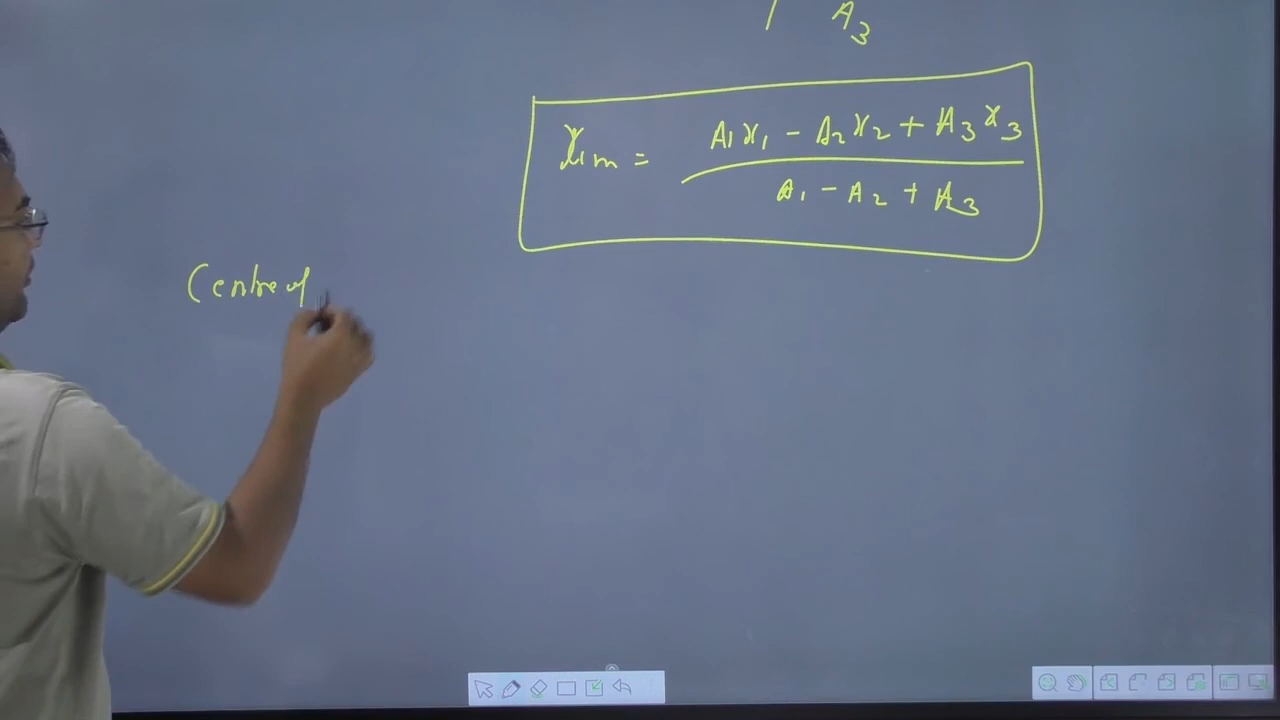 A₃
x_cm = (A₁x₁ - A₂x₂ + A₃x₃) / (A₁ - A₂ + A₃)
Centre of